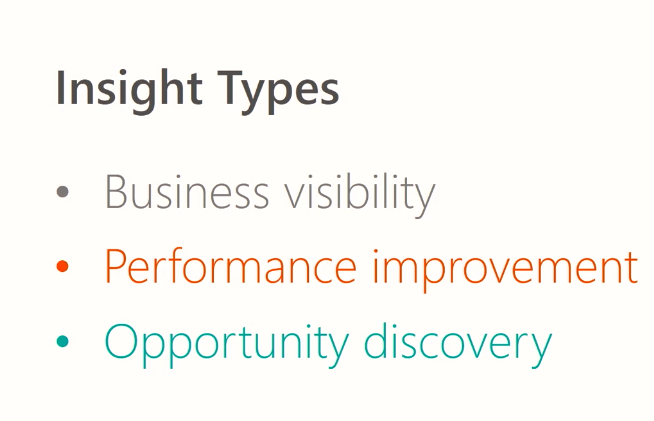 Insight Types
• Business visibility
• Performance improvement
• Opportunity discovery